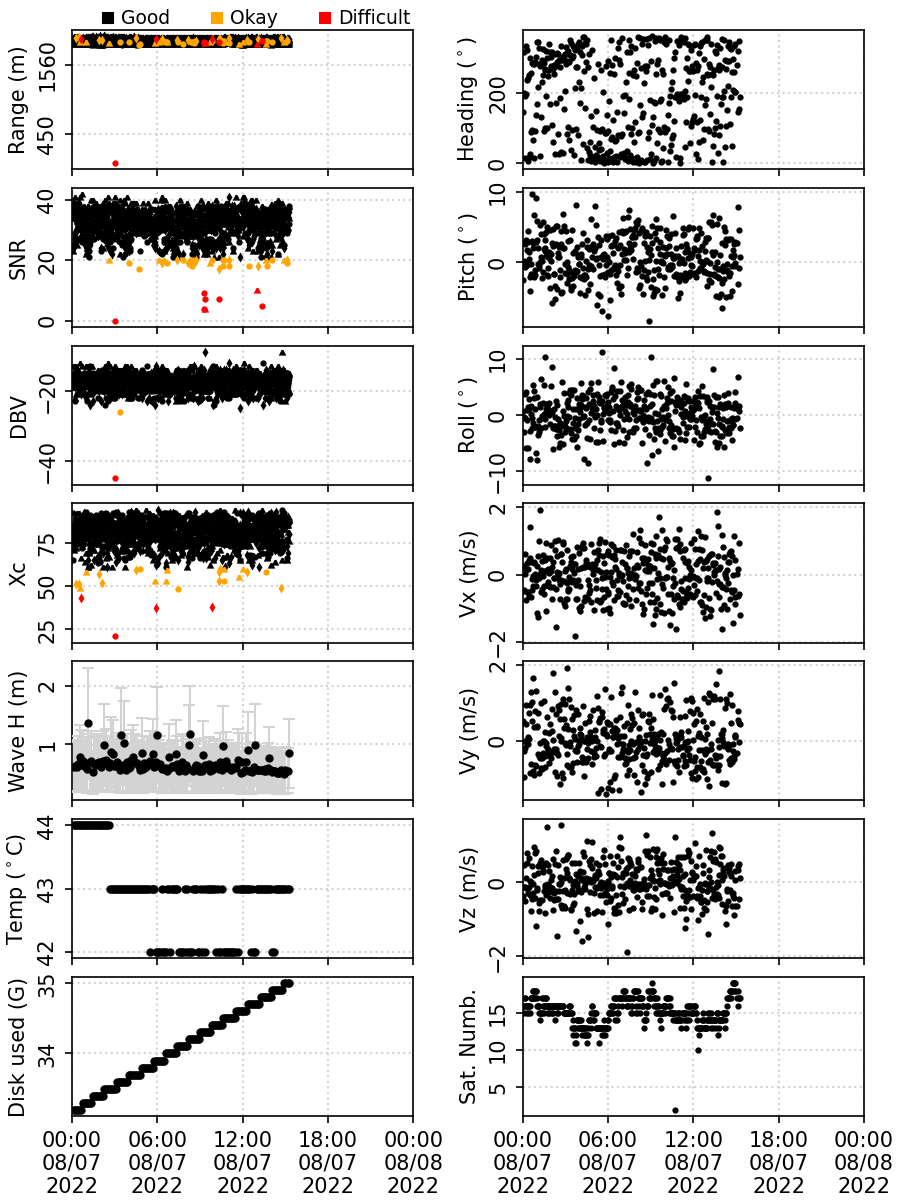 Good Okay Difficult
Range (m)
1560
450
Heading (°)
200
0
SNR
40
20
0
Pitch (°)
10
0
DBV
−20
−40
Roll (°)
10
0
−10
Xc
75
50
25
Vx (m/s)
2
0
−2
Wave H (m)
2
1
Vy (m/s)
2
0
Temp (°C)
44
43
42
Vz (m/s)
0
−2
Disk used (G)
35
34
Sat. Numb.
15
10
5
00:00 06:00 12:00 18:00 00:00
08/07 08/07 08/07 08/07 08/08
2022 2022 2022 2022 2022
00:00 06:00 12:00 18:00 00:00
08/07 08/07 08/07 08/07 08/08
2022 2022 2022 2022 2022